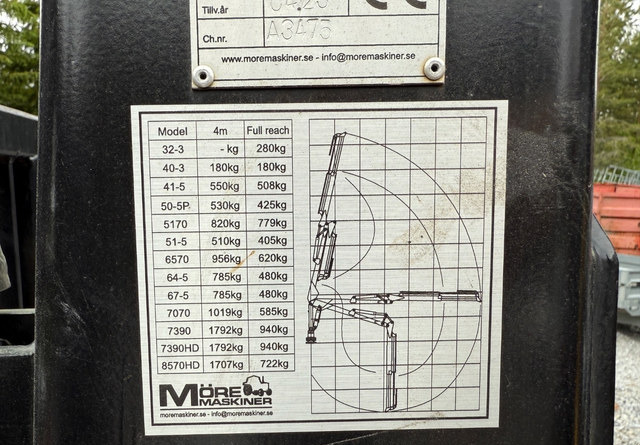 Tillv.år 04.23
Ch.nr. A3473
www.moremaskiner.se - info@moremaskiner.se
Model 4m Full reach
32-3 - kg 280kg
40-3 180kg 180kg
41-5 550kg 508kg
50-5P 530kg 425kg
5170 820kg 779kg
51-5 510kg 405kg
6570 956kg 620kg
64-5 785kg 480kg
67-5 785kg 480kg
7070 1019kg 585kg
7390 1792kg 940kg
7390HD 1792kg 940kg
8570HD 1707kg 722kg
MÖRE
MASKINER
moremaskiner.se - info@moremaskiner.se